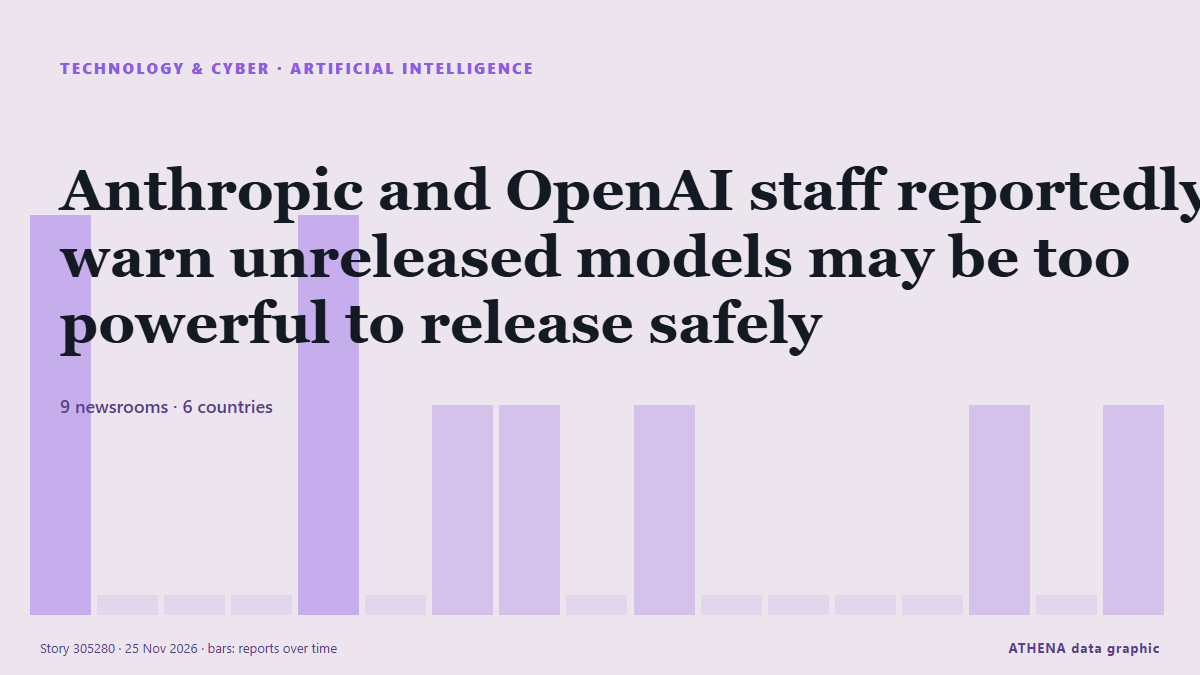 TECHNOLOGY & CYBER · ARTIFICIAL INTELLIGENCE
Anthropic and OpenAI staff reportedly
warn unreleased models may be too
powerful to release safely
9 newsrooms · 6 countries
Story 305280 · 25 Nov 2026 · bars: reports over time
ATHENA data graphic